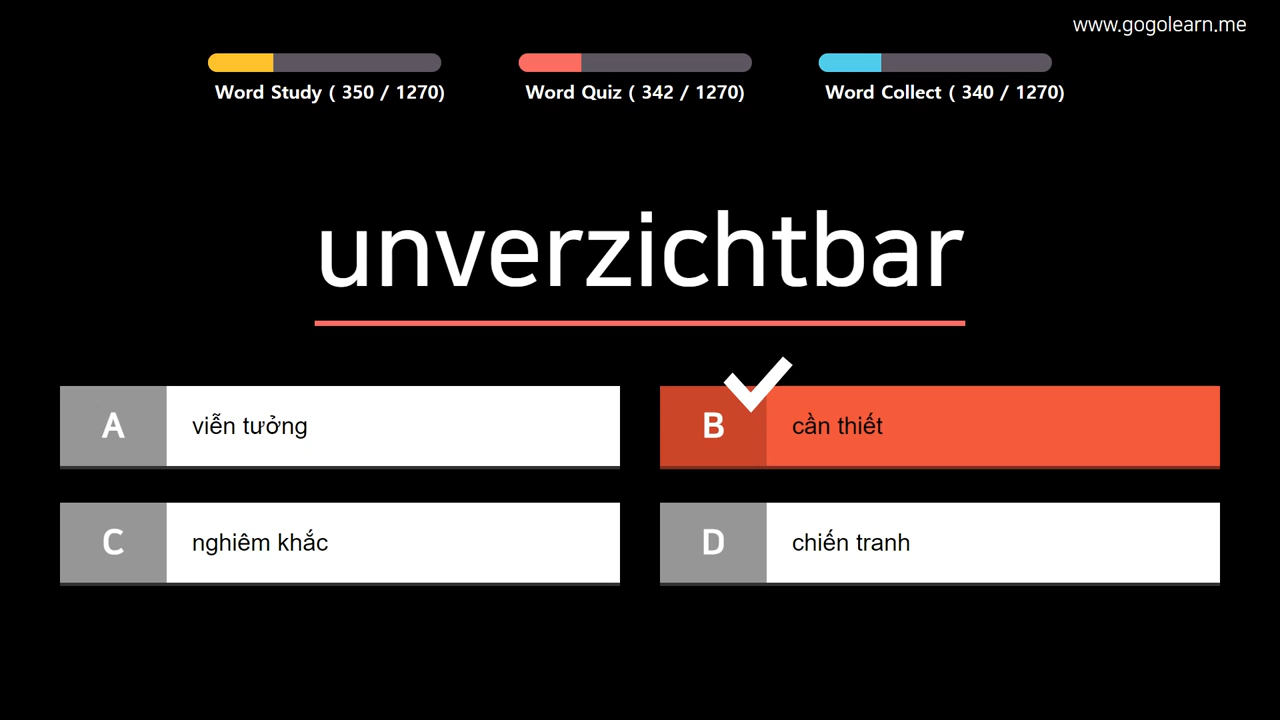 www.gogolearn.me
Word Study ( 350 / 1270)
Word Quiz ( 342 / 1270)
Word Collect ( 340 / 1270)
unverzichtbar
A
viễn tưởng
B
cần thiết
C
nghiêm khắc
D
chiến tranh